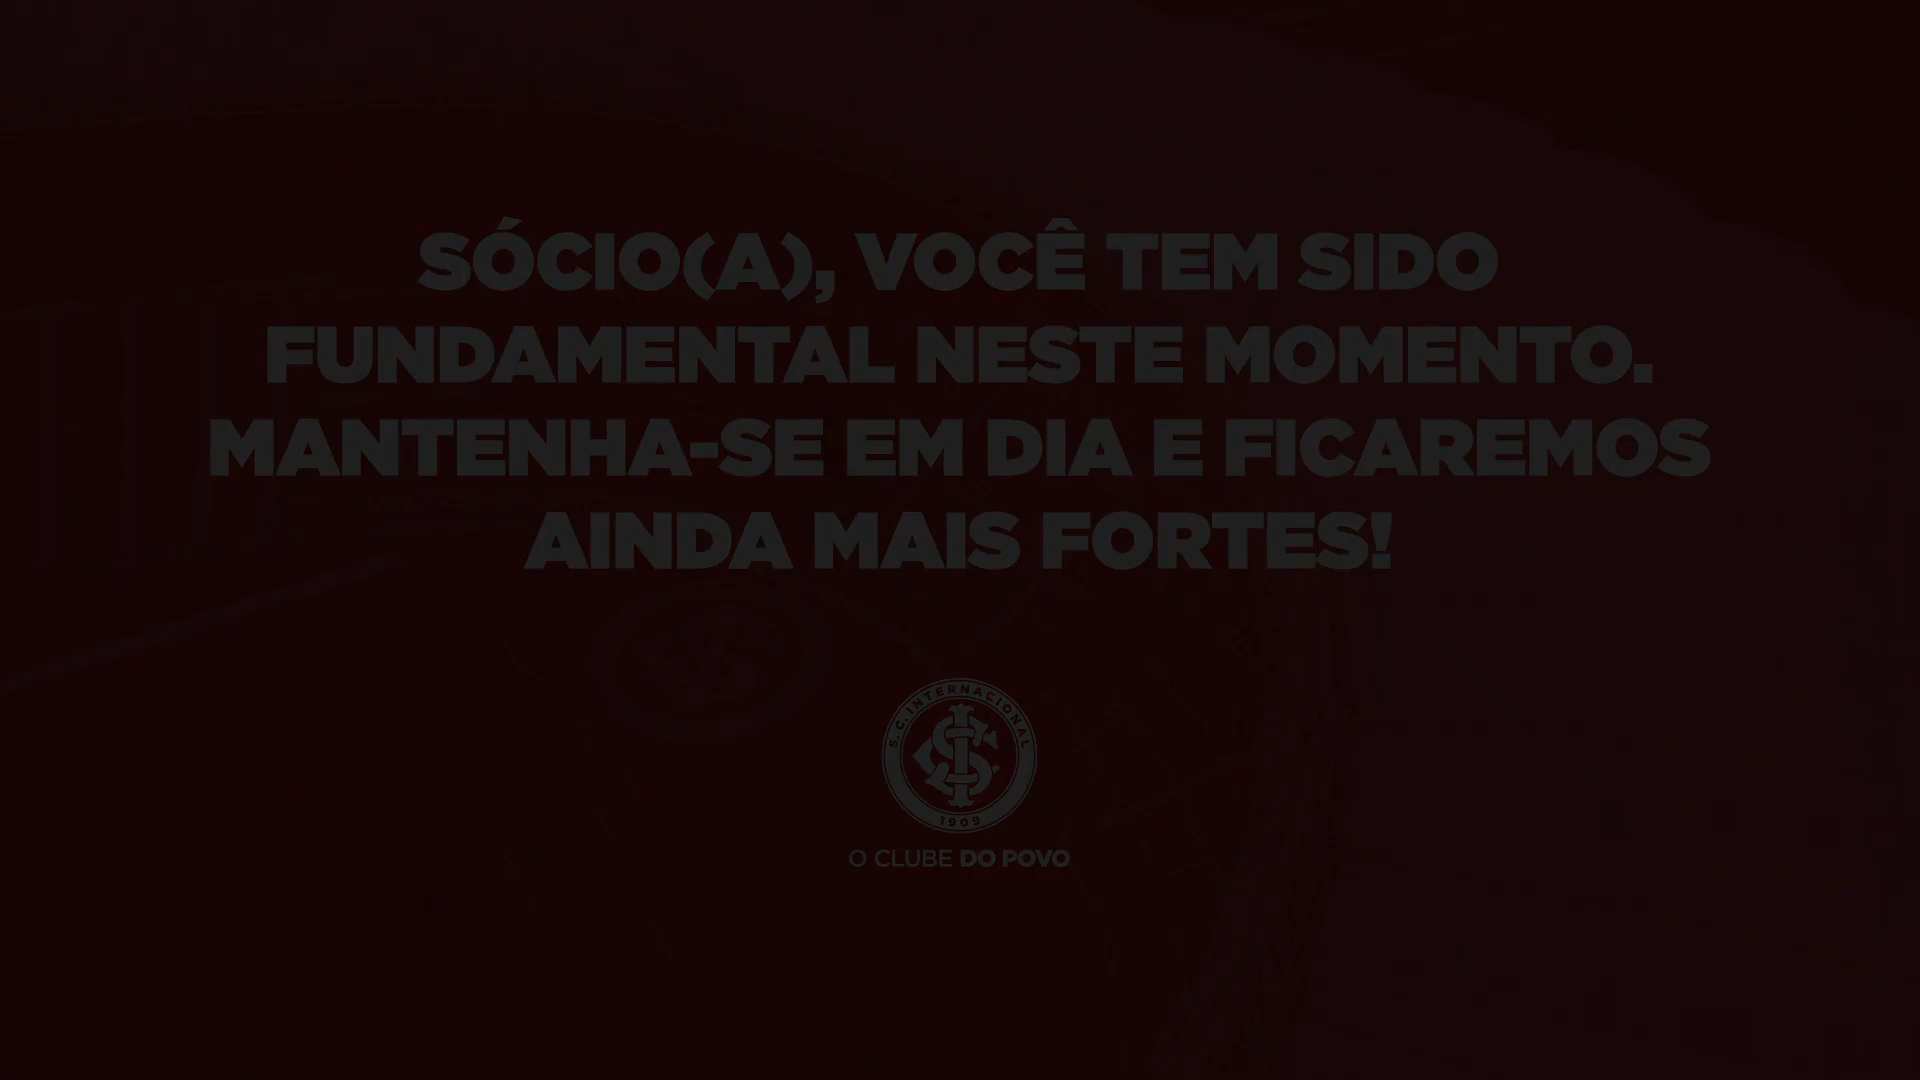 SÓCIO(A), VOCÊ TEM SIDO
FUNDAMENTAL NESTE MOMENTO.
MANTENHA-SE EM DIA E FICAREMOS
AINDA MAIS FORTES!
S. C. INTERNACIONAL
1909
O CLUBE DO POVO